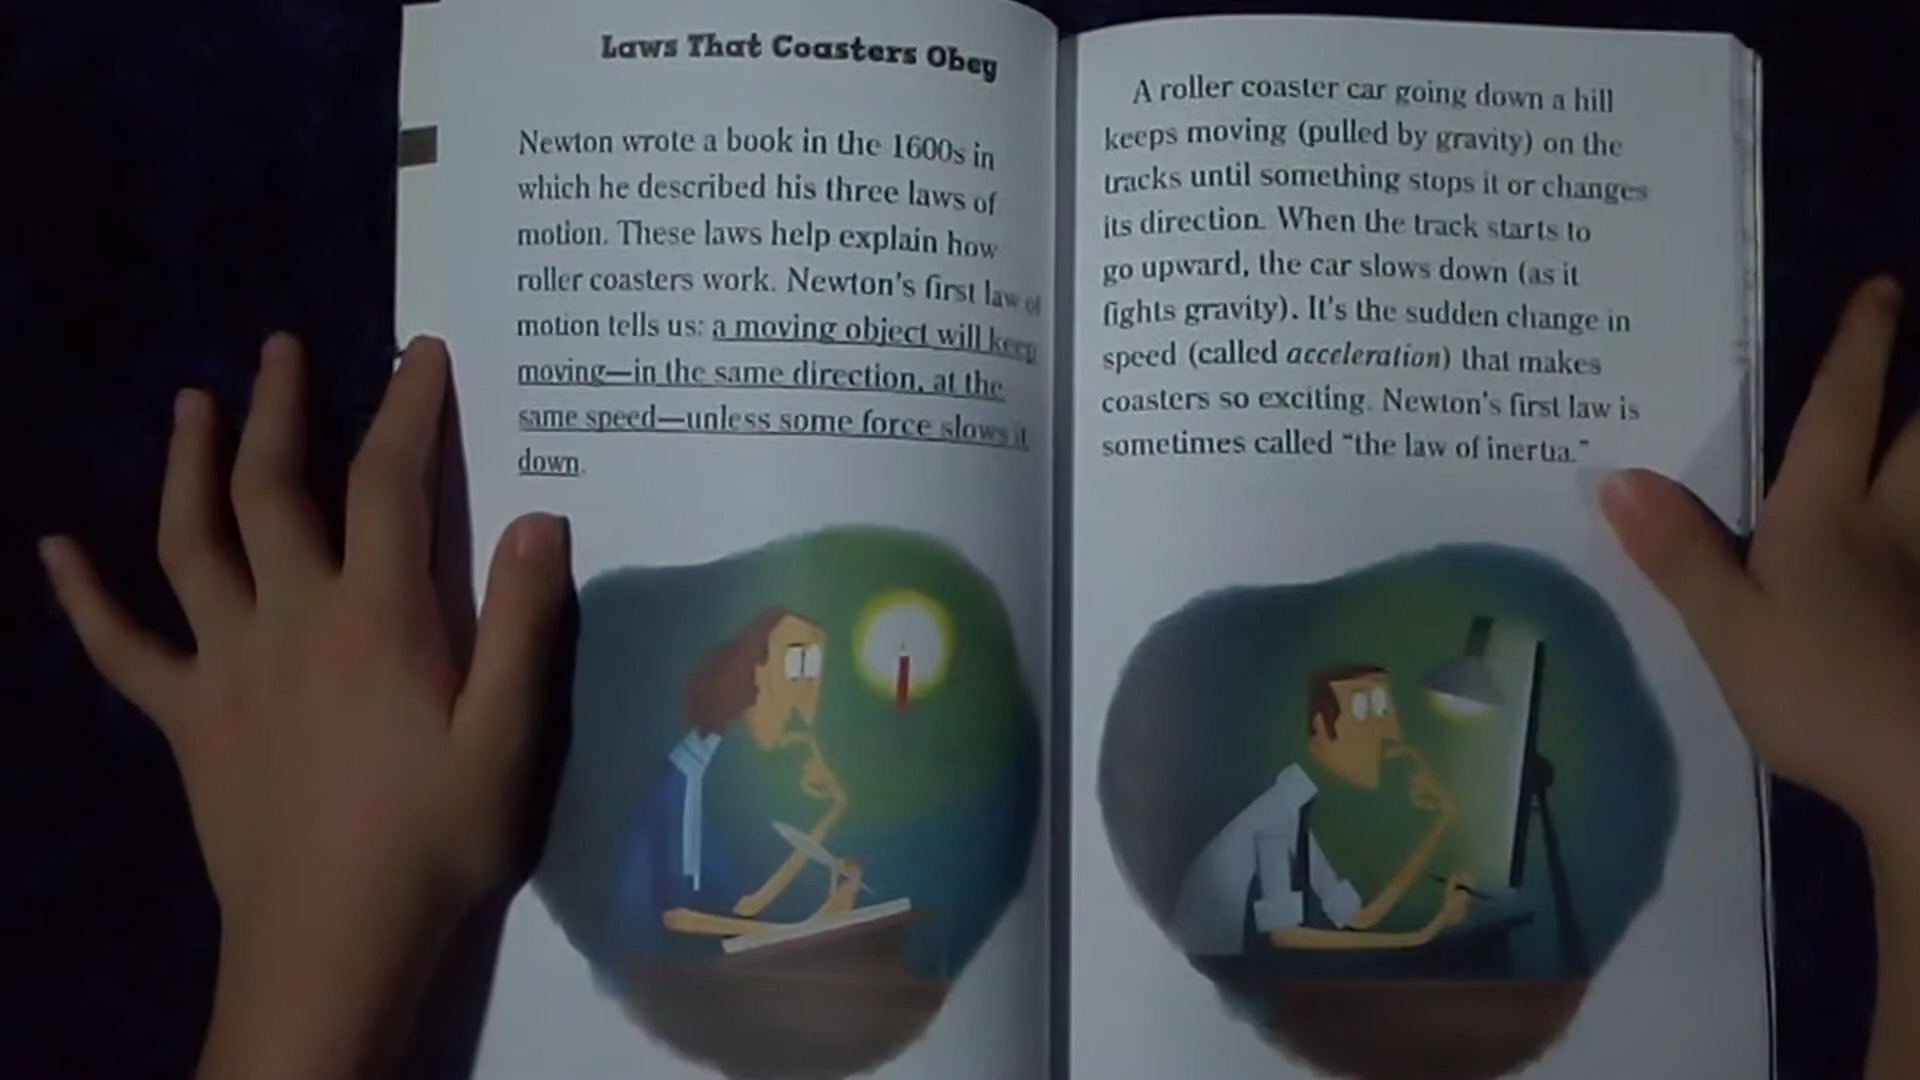 Laws That Coasters Obey
Newton wrote a book in the 1600s in
which he described his three laws of
motion. These laws help explain how
roller coasters work. Newton's first law of
motion tells us: a moving object will keep
moving—in the same direction, at the
same speed—unless some force slows it
down.
A roller coaster car going down a hill
keeps moving (pulled by gravity) on the
tracks until something stops it or changes
its direction. When the track starts to
go upward, the car slows down (as it
fights gravity). It's the sudden change in
speed (called acceleration) that makes
coasters so exciting. Newton's first law is
sometimes called "the law of inertia."